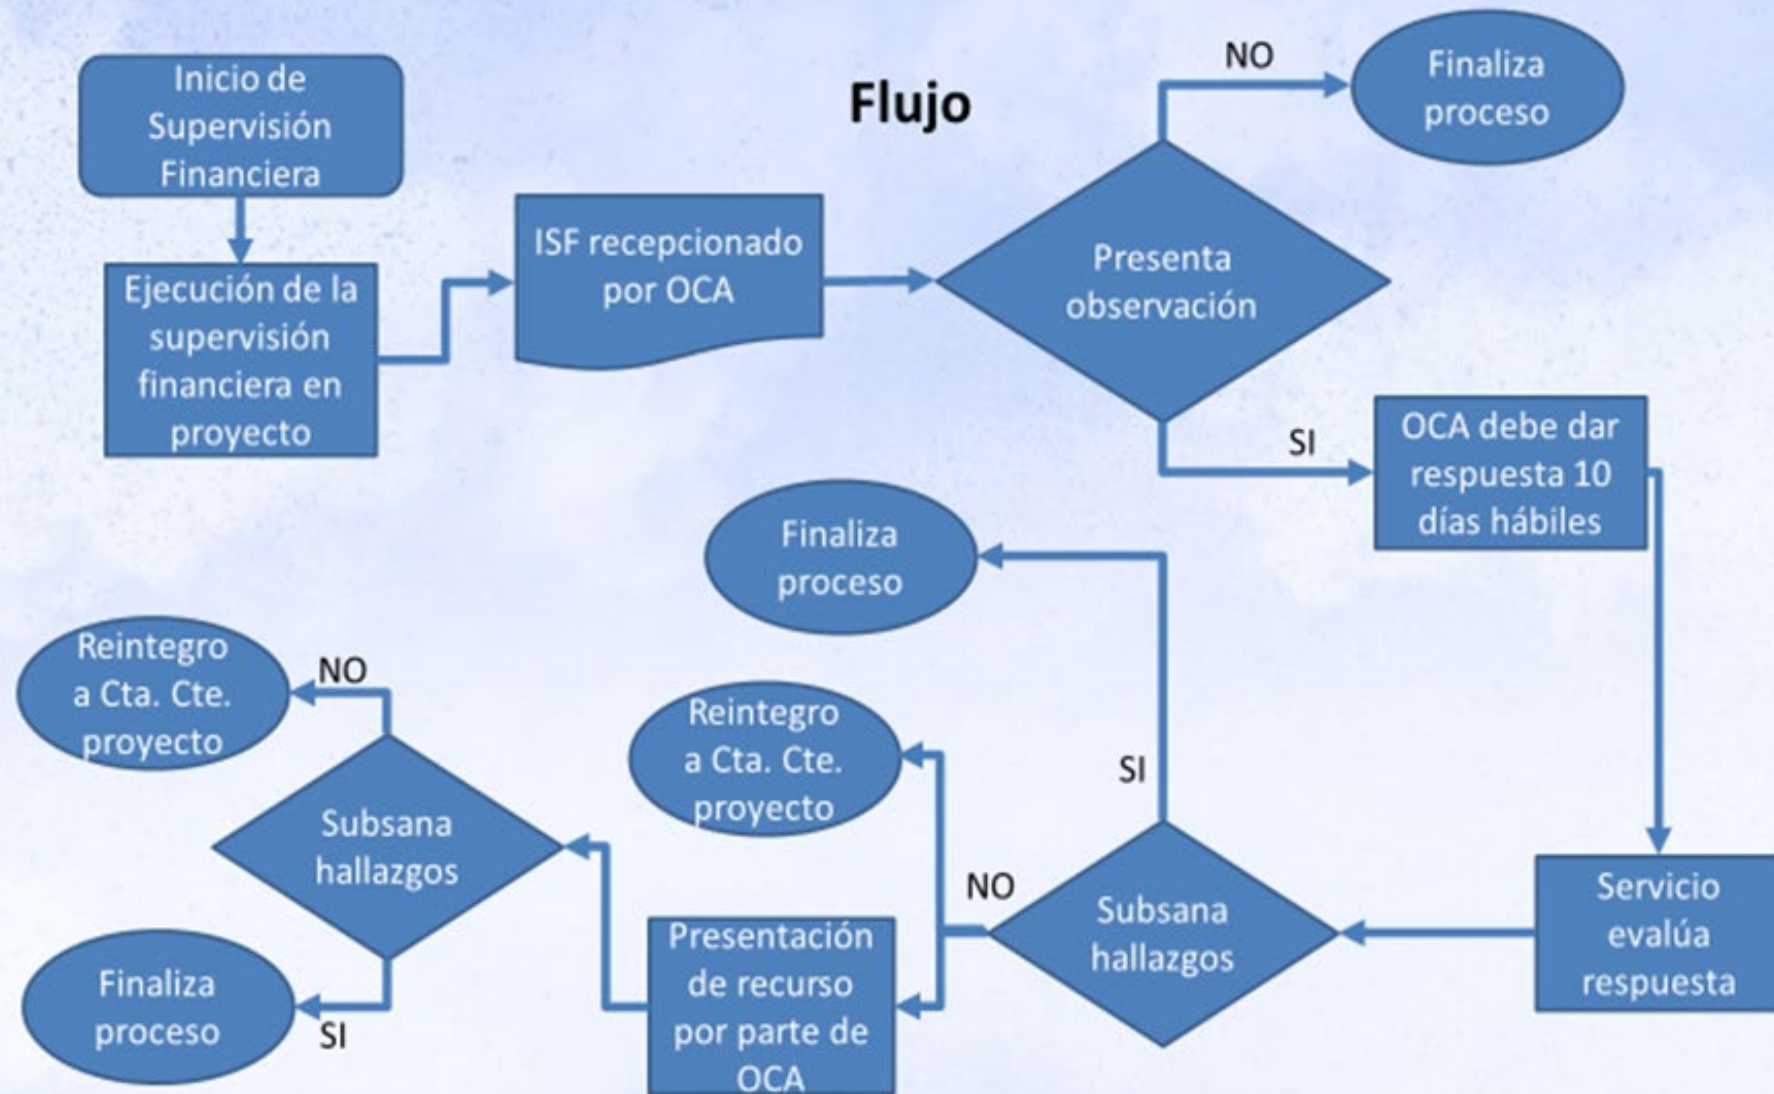 Flujo
Inicio de
Supervisión
Financiera
Ejecución de la
supervisión
financiera en
proyecto
ISF recepcionado
por OCA
Presenta
observación
NO
Finaliza
proceso
SI
OCA debe dar
respuesta 10
días hábiles
Servicio
evalúa
respuesta
Subsana
hallazgos
SI
Finaliza
proceso
NO
Reintegro
a Cta. Cte.
proyecto
Presentación
de recurso
por parte de
OCA
Subsana
hallazgos
NO
Reintegro
a Cta. Cte.
proyecto
SI
Finaliza
proceso